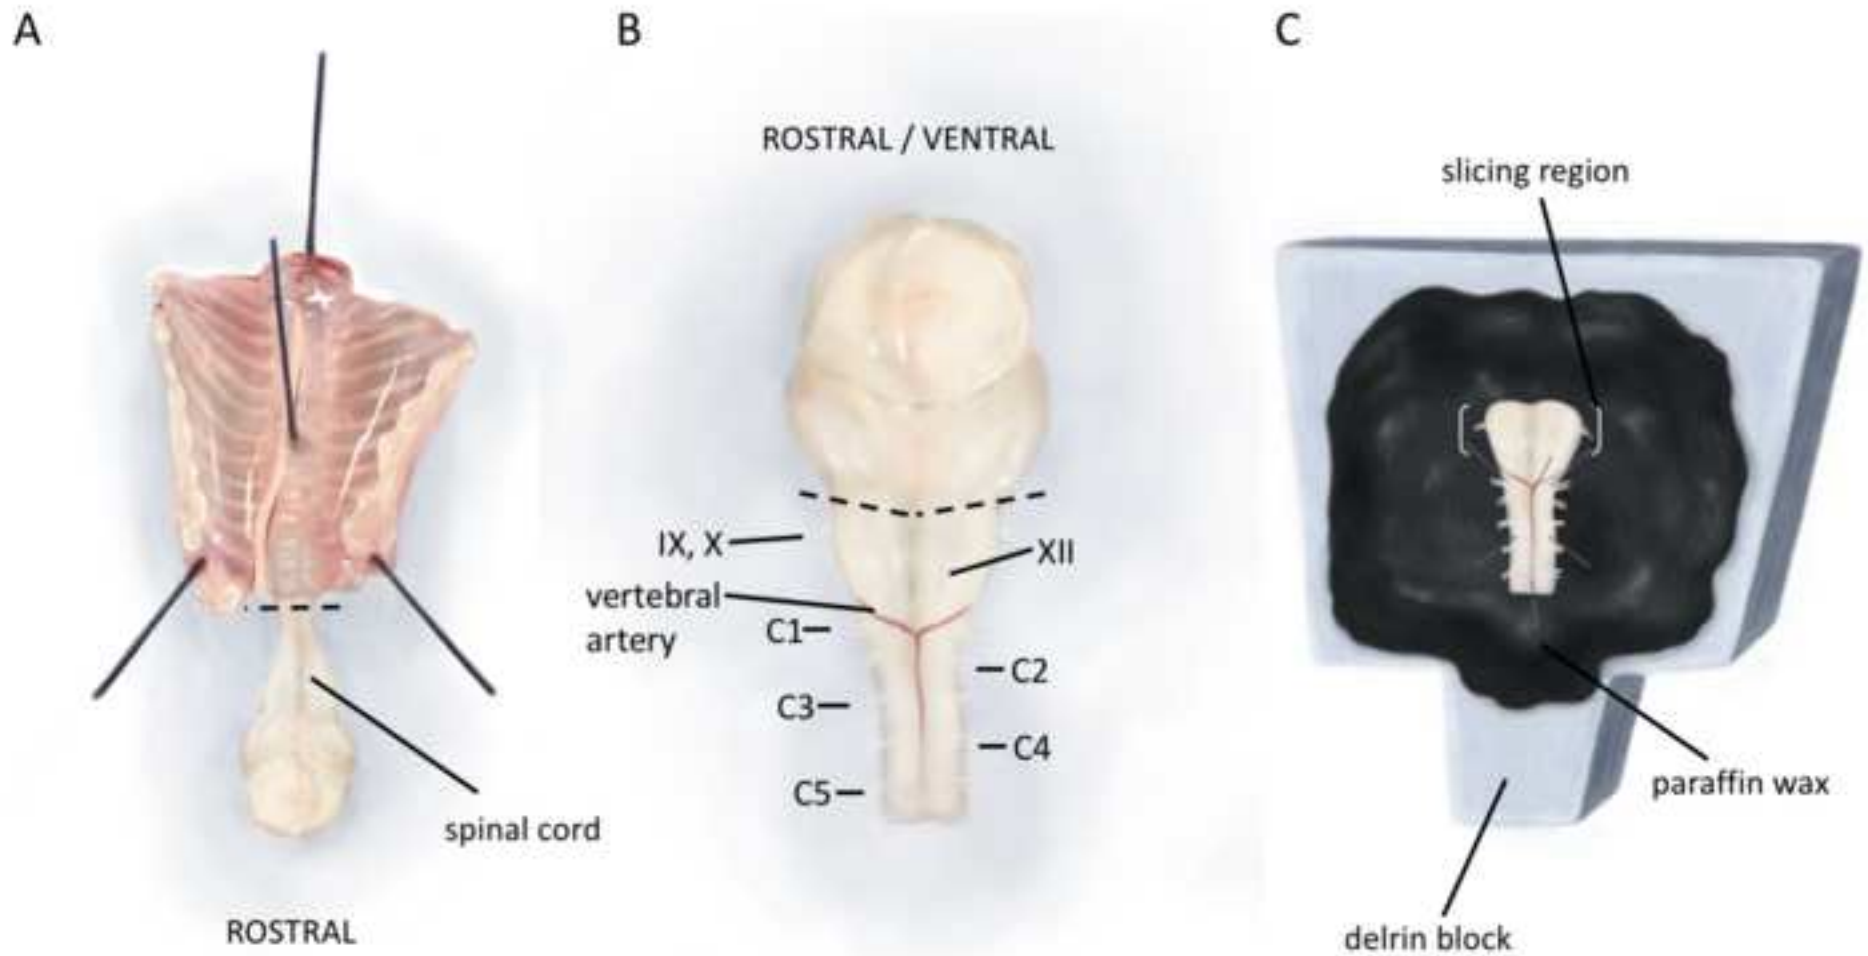 A
spinal cord
ROSTRAL
B
ROSTRAL / VENTRAL
IX, X
XII
vertebral
artery
C1
C2
C3
C4
C5
C
slicing region
paraffin wax
delrin block